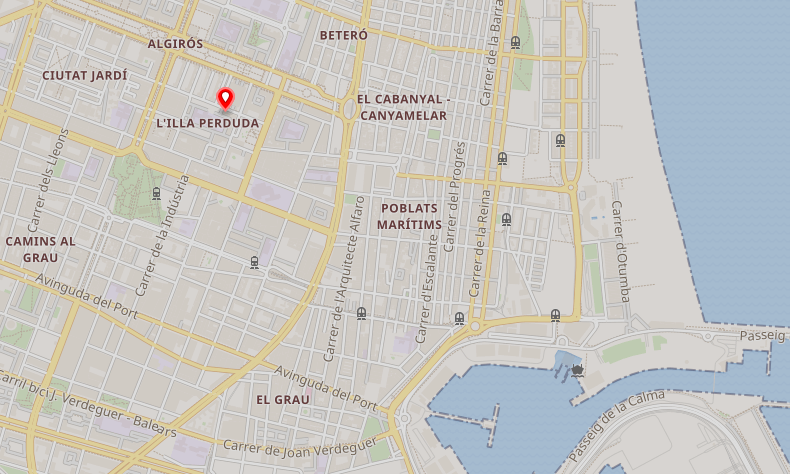 BETERÓ
ALGIRÓS
CIUTAT JARDÍ
Carrer de la Barra
EL CABANYAL -
CANYAMELAR
L'ILLA PERDUDA
Carrer dels Lleons
Carrer de la Indústria
Carrer del Progrés
POBLATS
MARÍTIMS
Carrer de la Reina
Carrer d'Otumba
CAMINS AL
GRAU
Carrer de l'Arquitecte Alfaro
Carrer d'Escalante
Avinguda del Port
Passeig
Avinguda del Port
Carril bici J. Verdeguer - Balears
EL GRAU
Passeig de la Calma
Carrer de Joan Verdeguer